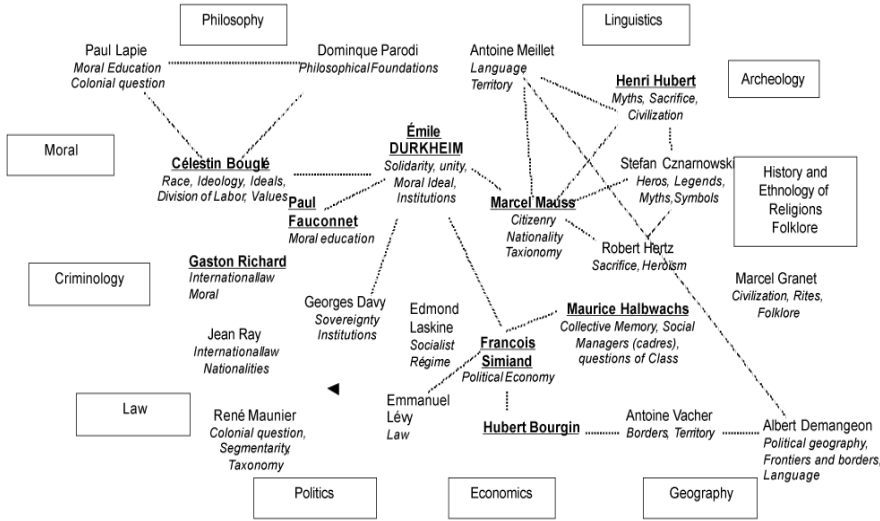 Philosophy
Linguistics
Paul Lapie
Moral Education
Colonial question
Dominque Parodi
Philosophical Foundations
Antoine Meillet
Language
Territory
Henri Hubert
Myths, Sacrifice,
Civilization
Archeology
Moral
Émile
DURKHEIM
Solidarity, unity,
Moral Ideal,
Institutions
Célestin Bouglé
Race, Ideology, Ideals,
Division of Labor, Values
Stefan Cznarnowski
Heros, Legends,
Myths, Symbols
History and
Ethnology of
Religions
Folklore
Paul
Fauconnet
Moral education
Marcel Mauss
Citizenry
Nationality
Taxionomy
Robert Hertz
Sacrifice, Heroism
Gaston Richard
Internationallaw
Moral
Criminology
Marcel Granet
Civilization, Rites,
Folklore
Georges Davy
Sovereignty
Institutions
Edmond
Laskine
Socialist
Régime
Maurice Halbwachs
Collective Memory, Social
Managers (cadres),
questions of Class
Jean Ray
Internationallaw
Nationalities
Francois
Simiand
Political Economy
Law
Emmanuel
Lévy
Law
René Maunier
Colonial question,
Segmentarity,
Taxonomy
Hubert Bourgin
Antoine Vacher
Borders, Territory
Albert Demangeon
Political geography,
Frontiers and borders,
Language
Politics
Economics
Geography